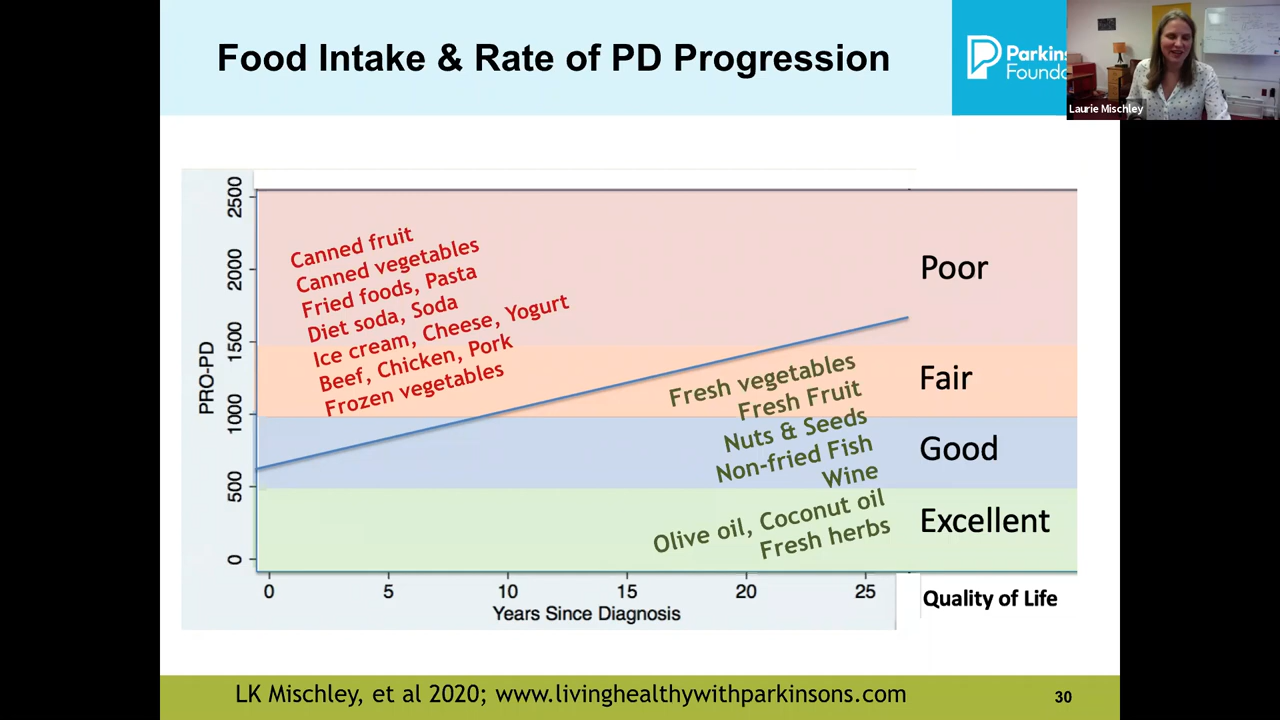 Food Intake & Rate of PD Progression
Parkins
Founda
Laurie Mischley
2500
2000
1500
1000
500
0
PRO-PD
Canned fruit
Canned vegetables
Fried foods, Pasta
Diet soda, Soda
Ice cream, Cheese, Yogurt
Beef, Chicken, Pork
Frozen vegetables
Fresh vegetables
Fresh Fruit
Nuts & Seeds
Non-fried Fish
Wine
Olive oil, Coconut oil
Fresh herbs
Poor
Fair
Good
Excellent
0 5 10 15 20 25
Years Since Diagnosis
Quality of Life
LK Mischley, et al 2020; www.livinghealthywithparkinsons.com
30